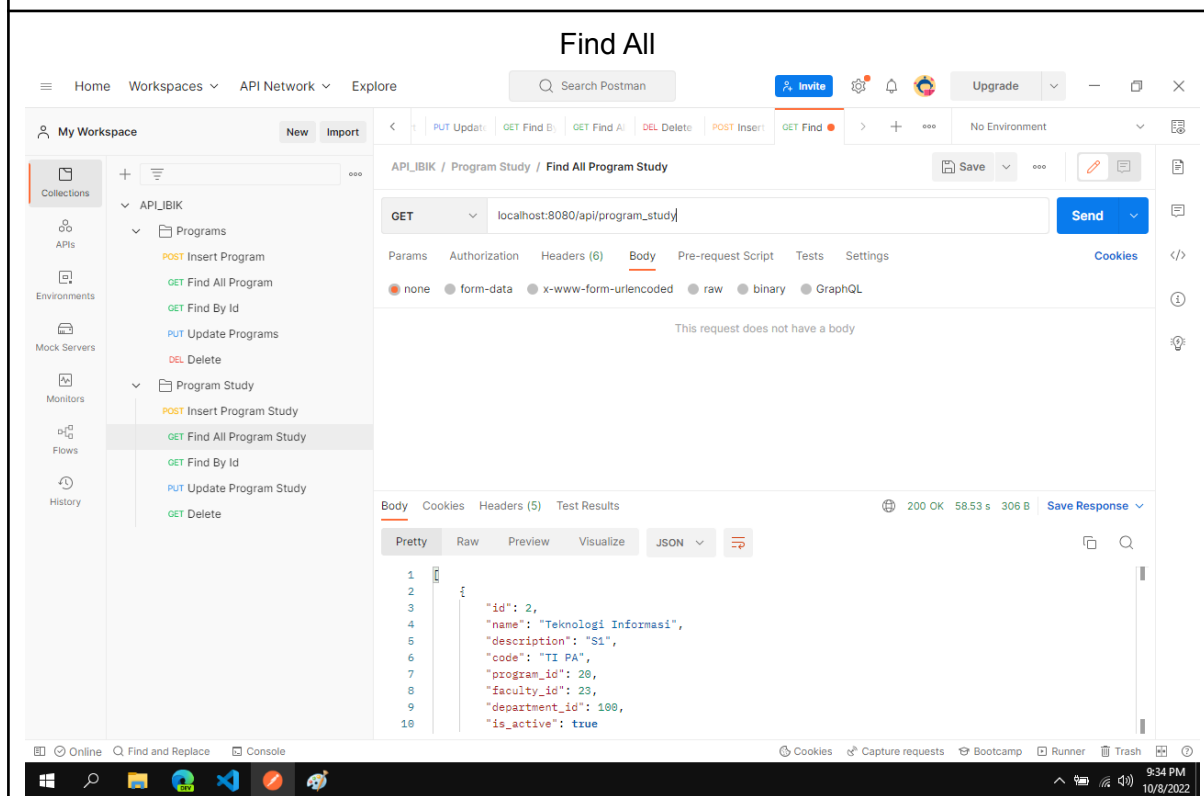 Find All
Home Workspaces API Network Explore Search Postman Invite Upgrade
My Workspace New Import PUT Updat GET Find B GET Find A DEL Delete POST Insert GET Find No Environment
API_IBIK / Program Study / Find All Program Study Save
Collections
API_IBIK
GET localhost:8080/api/program_study Send
Programs
APIs
POST Insert Program
Params Authorization Headers (6) Body Pre-request Script Tests Settings Cookies
GET Find All Program
none form-data x-www-form-urlencoded raw binary GraphQL
Environments
GET Find By Id
This request does not have a body
PUT Update Programs
Mock Servers
DEL Delete
Program Study
Monitors
POST Insert Program Study
GET Find All Program Study
Flows
GET Find By Id
PUT Update Program Study
History
GET Delete
Body Cookies Headers (5) Test Results 200 OK 58.53 s 306 B Save Response
Pretty Raw Preview Visualize JSON
1 [
2 {
3 "id": 2,
4 "name": "Teknologi Informasi",
5 "description": "S1",
6 "code": "TI PA",
7 "program_id": 20,
8 "faculty_id": 23,
9 "department_id": 100,
10 "is_active": true
Online Find and Replace Console Cookies Capture requests Bootcamp Runner Trash
DEV
9:34 PM
10/8/2022